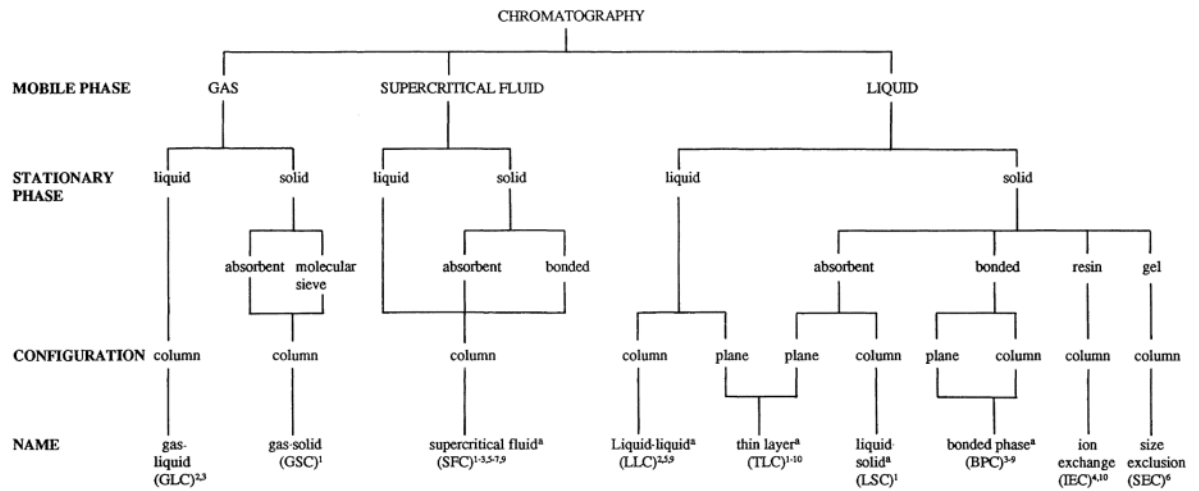 CHROMATOGRAPHY
MOBILE PHASE GAS SUPERCRITICAL FLUID LIQUID
STATIONARY PHASE liquid solid liquid solid liquid solid
absorbent molecular sieve absorbent bonded absorbent bonded resin gel
CONFIGURATION column column column column plane plane column plane column column column
NAME gas- gas-solid supercritical fluidᵃ Liquid-liquidᵃ thin layerᵃ liquid- bonded phaseᵃ ion size
liquid (GSC)¹ (SFC)¹⁻³,⁵⁻⁷,⁹ (LLC)²,⁵,⁹ (TLC)¹⁻¹⁰ solidᵃ (BPC)³⁻⁹ exchange exclusion
(GLC)²,³ (LSC)¹ (IEC)⁴,¹⁰ (SEC)⁶